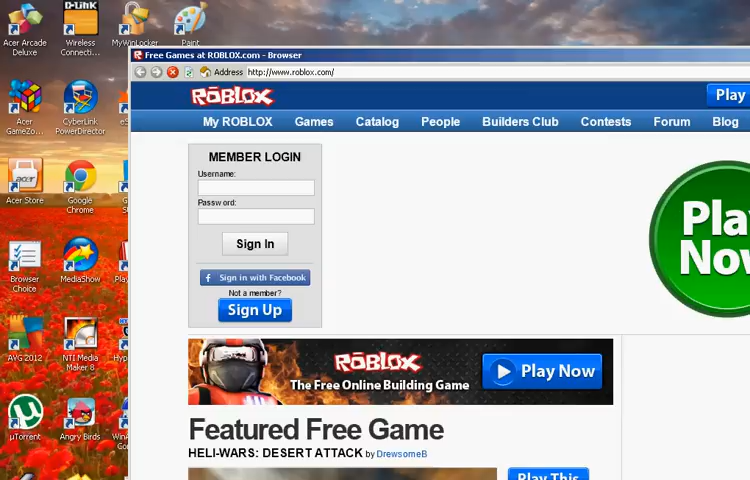 Acer Arcade
Deluxe
Wireless
Connecti...
MyWinLocker
Paint
D-Link
Free Games at ROBLOX.com - Browser
Address http://www.roblox.com/
ROBLOX
Play
My ROBLOX Games Catalog People Builders Club Contests Forum Blog
Acer
GameZo...
CyberLink
PowerDirector
acer
Acer Store
Google
Chrome
Browser
Choice
MediaShow
AVG 2012
NTI Media
Maker 8
µTorrent
Angry Birds
MEMBER LOGIN
Username:
Password:
Sign In
Sign in with Facebook
Not a member?
Sign Up
Play
Now
ROBLOX
The Free Online Building Game
Play Now
Featured Free Game
HELI-WARS: DESERT ATTACK by DrewsomeB
Play This